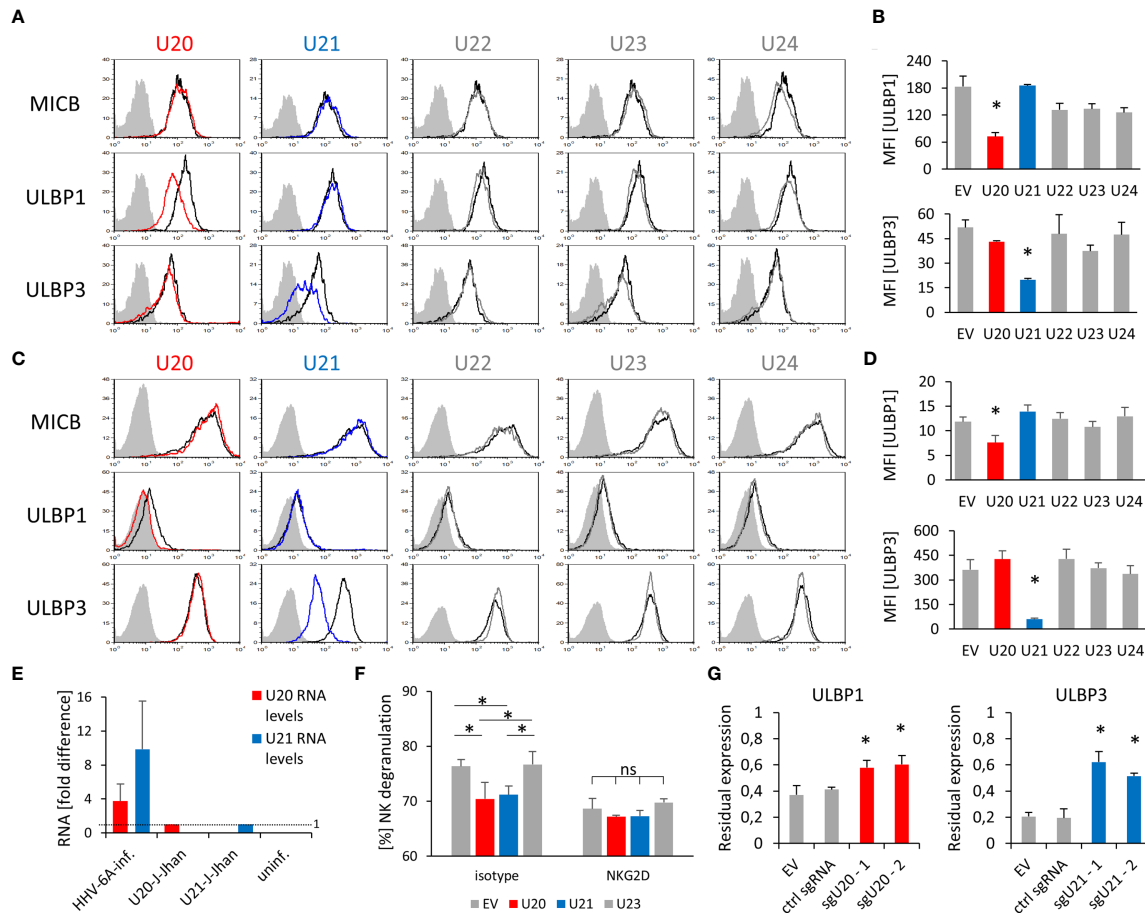 A
B
U20 U21 U22 U23 U24
MICB
ULBP1
ULBP3
MFI [ULBP1]
240
180
120
60
0
EV U20 U21 U22 U23 U24
*
MFI [ULBP3]
60
45
30
15
0
EV U20 U21 U22 U23 U24
*
C
D
U20 U21 U22 U23 U24
MICB
ULBP1
ULBP3
MFI [ULBP1]
20
15
10
5
0
EV U20 U21 U22 U23 U24
*
MFI [ULBP3]
600
450
300
150
0
EV U20 U21 U22 U23 U24
*
E
RNA [fold difference]
16
12
8
4
0
1
U20 RNA
levels
U21 RNA
levels
HHV-6A-inf.
U20-J-Jhan
U21-J-Jhan
uninf.
F
[%] NK degranulation
90
80
70
60
* * * *
* ns
isotype NKG2D
EV U20 U21 U23
G
ULBP1
Residual expression
1
0,8
0,6
0,4
0,2
0
* *
EV
ctrl sgRNA
sgU20 - 1
sgU20 - 2
ULBP3
Residual expression
1
0,8
0,6
0,4
0,2
0
* *
EV
ctrl sgRNA
sgU21 - 1
sgU21 - 2